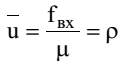 ū = f_вх / μ = ρ